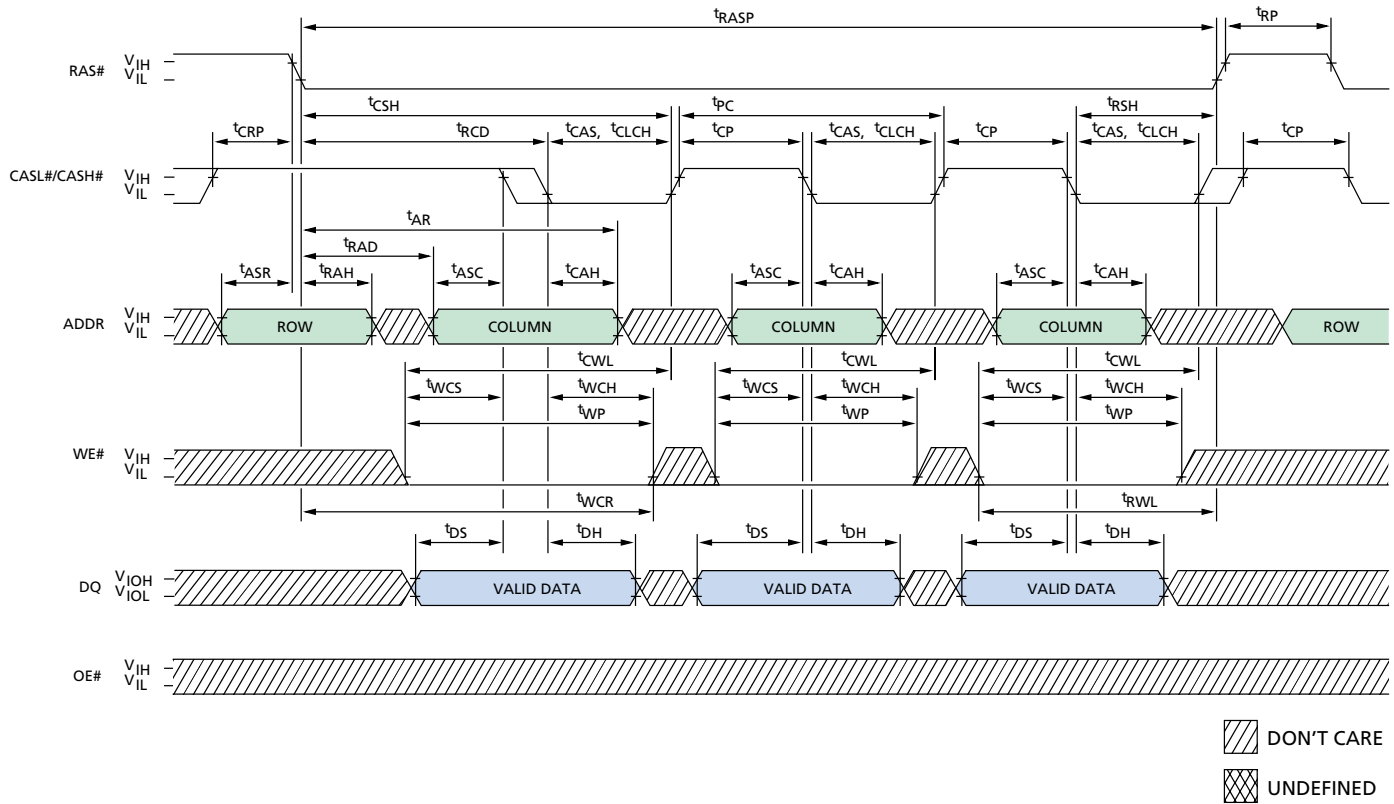 tRASP
tRP
RAS# VIH
VIL
tCSH tPC tRSH
tCRP tRCD tCAS, tCLCH tCP tCAS, tCLCH tCP tCAS, tCLCH tCP
CASL#/CASH# VIH
VIL
tAR
tRAD
tASR tRAH tASC tCAH tASC tCAH tASC tCAH
ADDR VIH
VIL
ROW COLUMN COLUMN COLUMN ROW
tCWL tCWL tCWL
tWCS tWCH tWCS tWCH tWCS tWCH
tWP tWP tWP
WE# VIH
VIL
tWCR tRWL
tDS tDH tDS tDH tDS tDH
DQ VIOH
VIOL
VALID DATA VALID DATA VALID DATA
OE# VIH
VIL
DON'T CARE
UNDEFINED